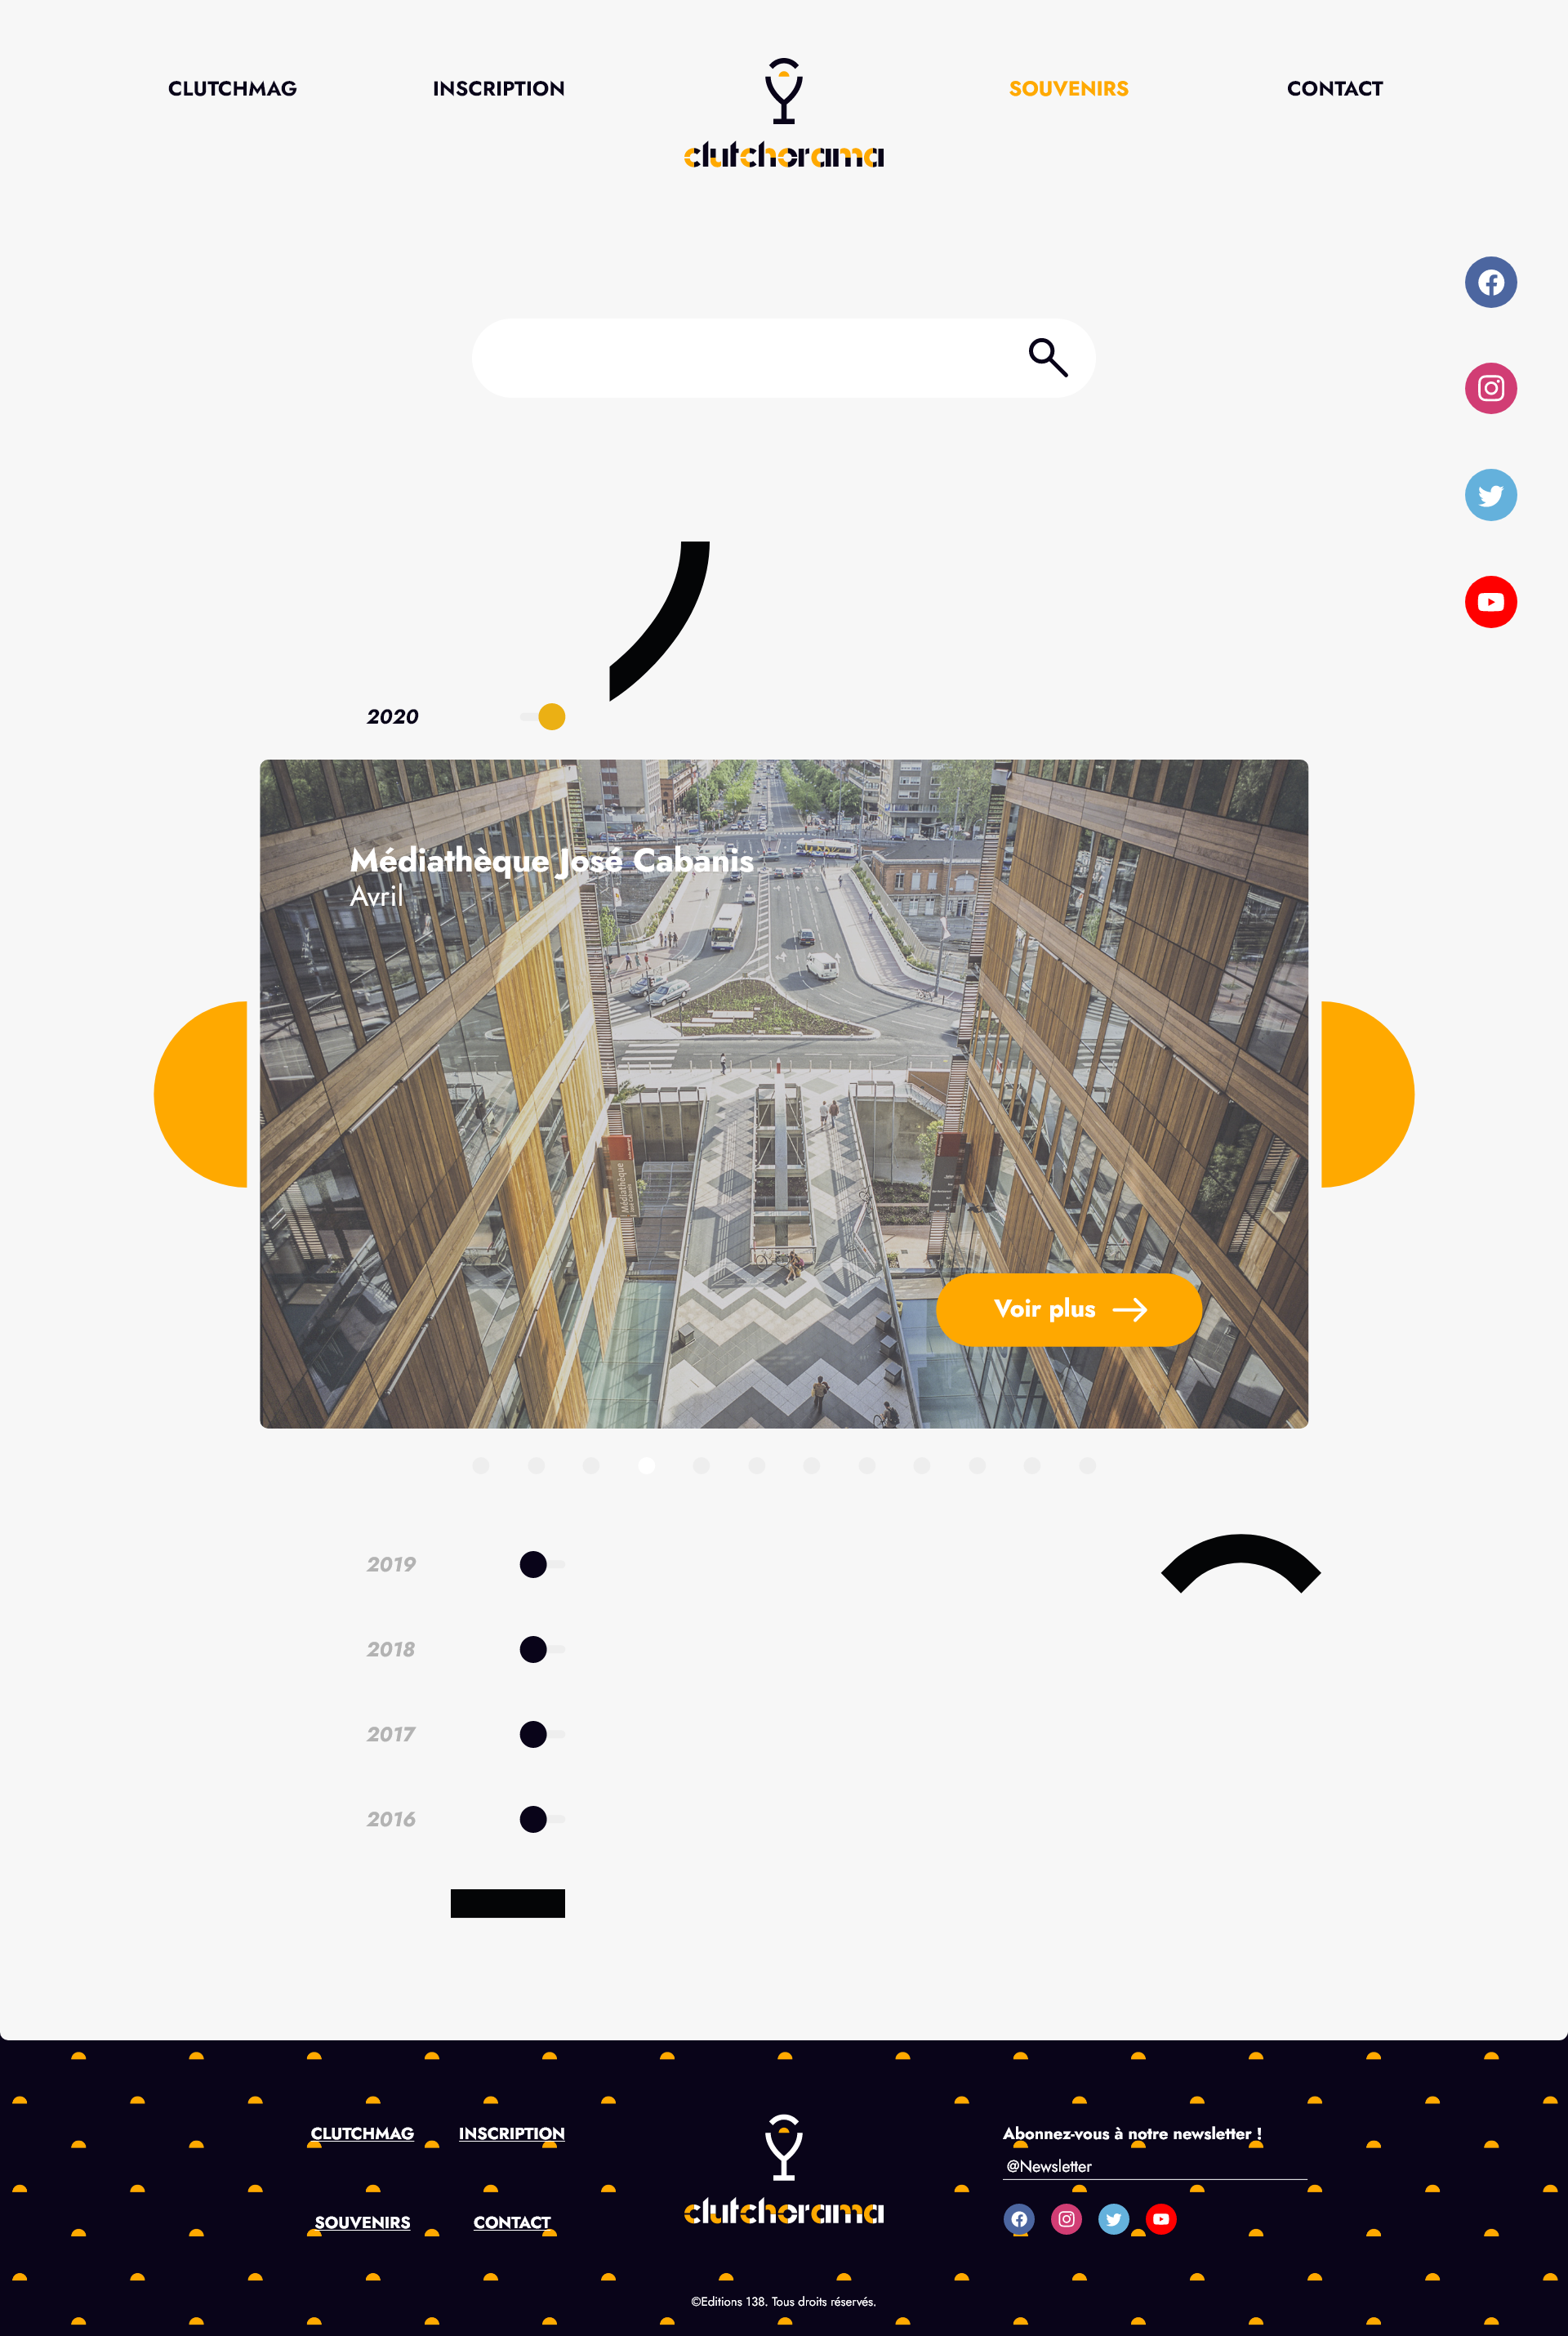 CLUTCHMAG
INSCRIPTION
clutchorama
SOUVENIRS
CONTACT
2020
Médiathèque José Cabanis
Avril
Médiathèque
Voir plus
2019
2018
2017
2016
CLUTCHMAG
INSCRIPTION
SOUVENIRS
CONTACT
clutchorama
Abonnez-vous à notre newsletter !
@Newsletter
©Editions 138. Tous droits réservés.